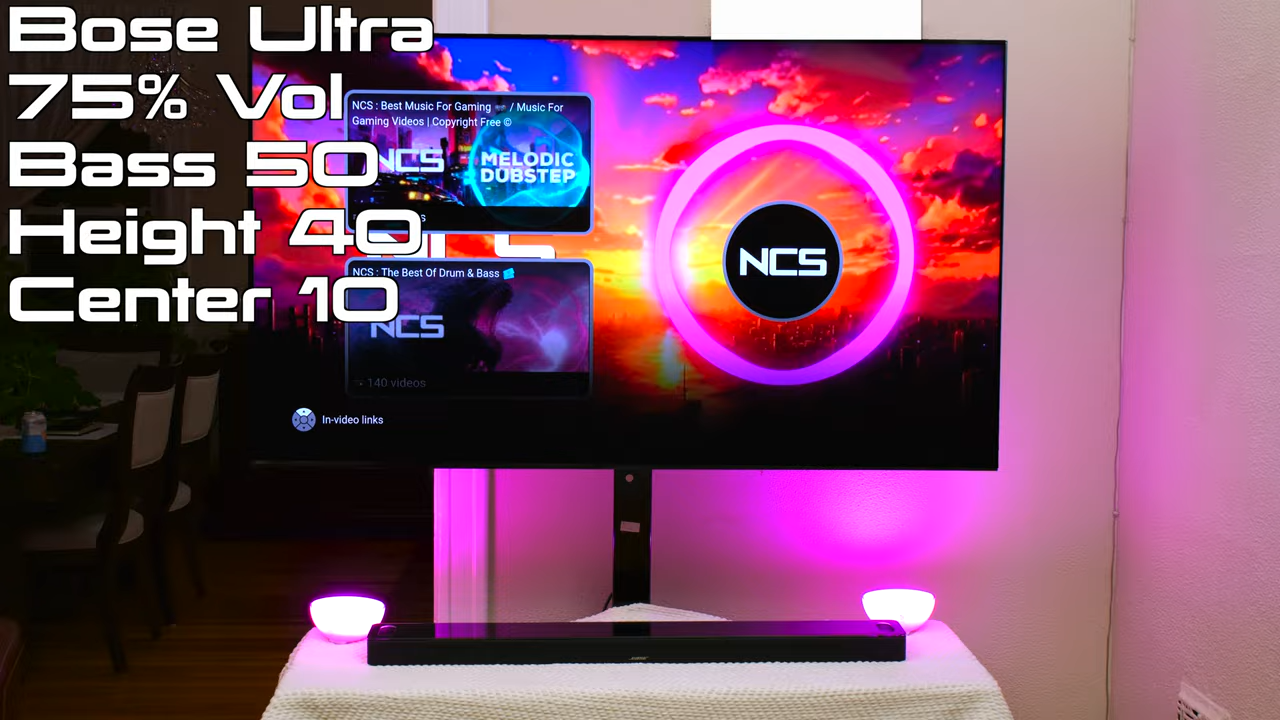 Bose Ultra
75% Vol
Bass 50
Height 40
Center 10
NCS : Best Music For Gaming 🎮 / Music For
Gaming Videos | Copyright Free ©
NCS
MELODIC
DUBSTEP
NCS : The Best Of Drum & Bass
NCS
140 videos
In-video links
NCS
BOSE